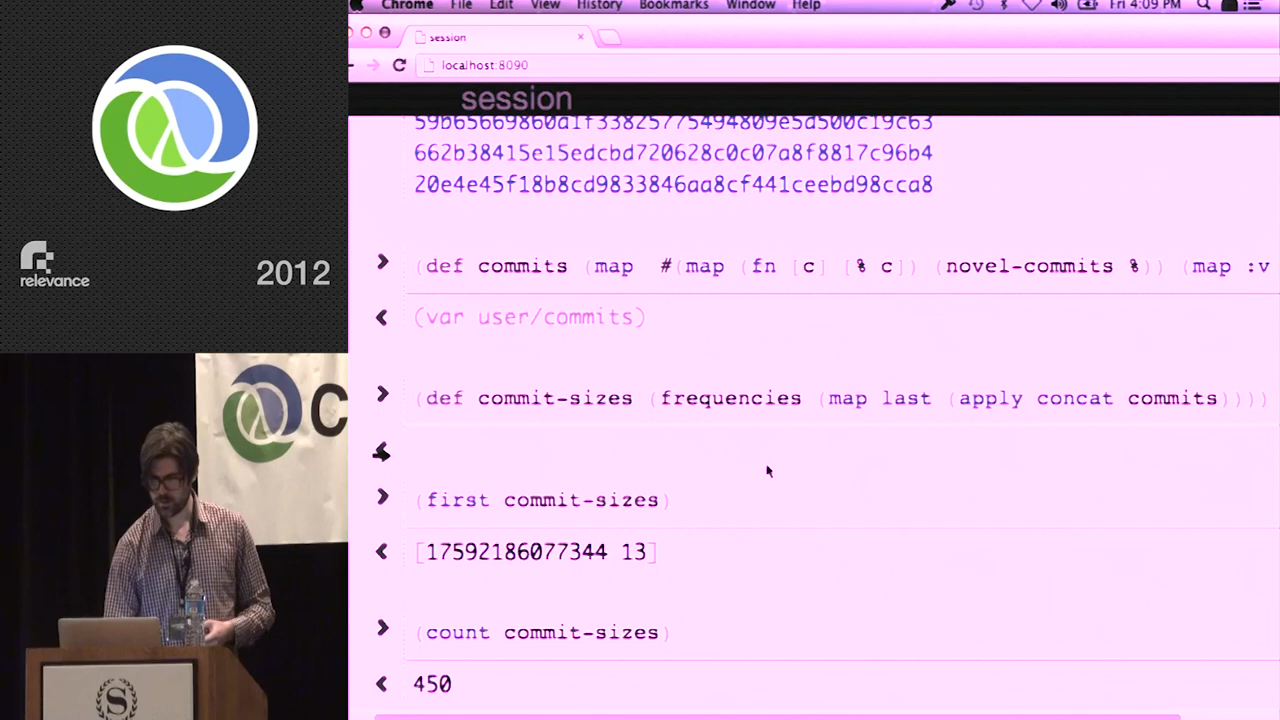 Chrome File Edit View History Bookmarks Window Help Fri 4:09 PM
session
localhost:8090
session
59b65669860a1f33825775494809e5d500c19c63
662b38415e15edcbd720628c0c07a8f8817c96b4
20e4e45f18b8cd9833846aa8cf441ceebd98cca8
(def commits (map #(map (fn [c] [% c]) (novel-commits %)) (map :v
(var user/commits)
(def commit-sizes (frequencies (map last (apply concat commits))))
(first commit-sizes)
[17592186077344 13]
(count commit-sizes)
450
relevance
2012
C
S